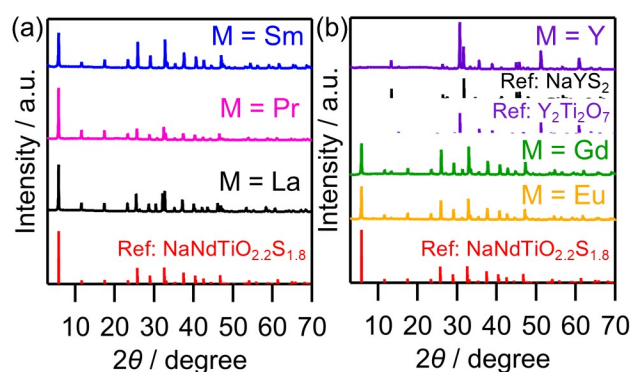 (a)
M = Sm
M = Pr
M = La
Ref: NaNdTiO2.2S1.8
Intensity / a.u.
10 20 30 40 50 60 70
2θ / degree
(b)
M = Y
Ref: NaYS2
Ref: Y2Ti2O7
M = Gd
M = Eu
Ref: NaNdTiO2.2S1.8
Intensity / a.u.
10 20 30 40 50 60 70
2θ / degree